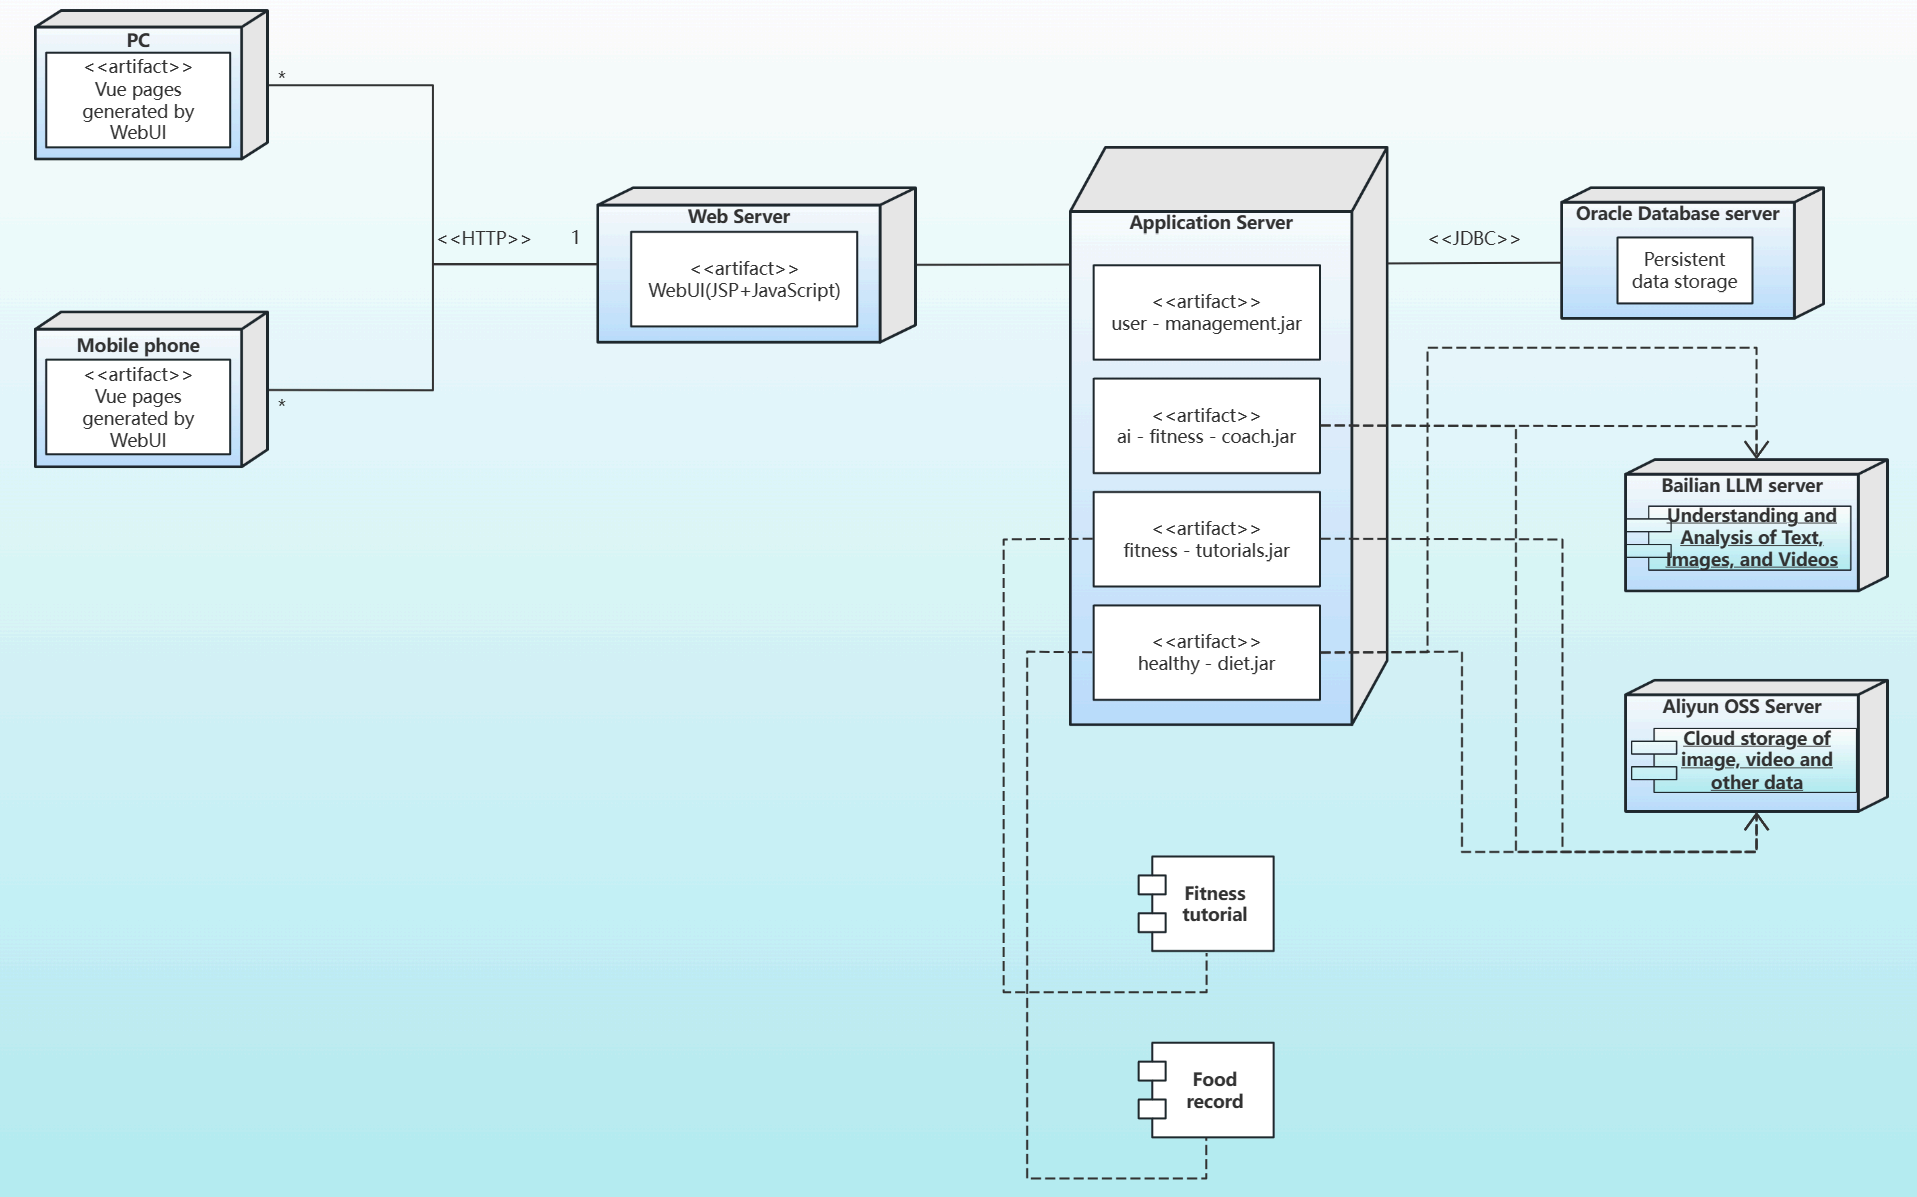 PC
<<artifact>>
Vue pages
generated by
WebUI
*
Mobile phone
<<artifact>>
Vue pages
generated by
WebUI
*
<<HTTP>>
1
Web Server
<<artifact>>
WebUI(JSP+JavaScript)
Application Server
<<artifact>>
user - management.jar
<<artifact>>
ai - fitness - coach.jar
<<artifact>>
fitness - tutorials.jar
<<artifact>>
healthy - diet.jar
<<JDBC>>
Oracle Database server
Persistent
data storage
Bailian LLM server
Understanding and
Analysis of Text,
Images, and Videos
Aliyun OSS Server
Cloud storage of
image, video and
other data
Fitness
tutorial
Food
record